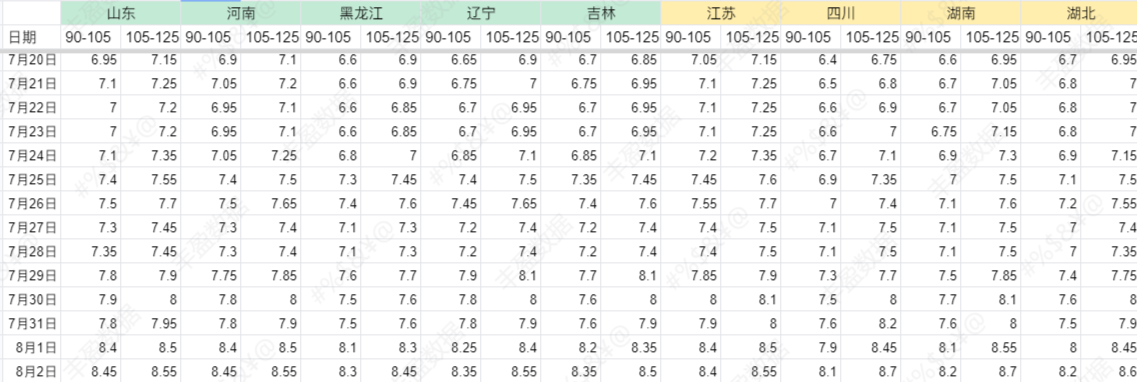 山东 河南 黑龙江 辽宁 吉林 江苏 四川 湖南 湖北
日期 90-105 105-125 90-105 105-125 90-105 105-125 90-105 105-125 90-105 105-125 90-105 105-125 90-105 105-125 90-105 105-125 90-105 105-125
7月20日 6.95 7.15 6.9 7.1 6.6 6.9 6.65 6.9 6.7 6.85 7.05 7.15 6.4 6.75 6.6 6.95 6.7 6.95
7月21日 7.1 7.25 7.05 7.2 6.6 6.9 6.75 7 6.75 6.95 7.1 7.25 6.5 6.8 6.7 7.05 6.8 7
7月22日 7 7.2 6.95 7.1 6.6 6.85 6.7 6.95 6.7 6.95 7.1 7.25 6.6 6.9 6.7 7.05 6.8 7
7月23日 7 7.2 6.95 7.1 6.6 6.85 6.7 6.95 6.7 6.95 7.1 7.25 6.6 7 6.75 7.15 6.8 7
7月24日 7.1 7.35 7.05 7.25 6.8 7 6.85 7.1 6.85 7.1 7.2 7.35 6.7 7.1 6.9 7.3 6.9 7.15
7月25日 7.4 7.55 7.4 7.5 7.3 7.45 7.4 7.5 7.35 7.45 7.45 7.6 6.9 7.35 7 7.5 7.1 7.5
7月26日 7.5 7.7 7.5 7.65 7.4 7.6 7.45 7.65 7.4 7.6 7.55 7.7 7 7.4 7.1 7.6 7.2 7.55
7月27日 7.3 7.45 7.3 7.4 7.1 7.3 7.2 7.4 7.2 7.4 7.4 7.5 7.1 7.5 7.1 7.5 7 7.4
7月28日 7.35 7.45 7.3 7.4 7.1 7.3 7.2 7.4 7.2 7.4 7.4 7.5 7.1 7.5 7.1 7.5 7 7.35
7月29日 7.8 7.9 7.75 7.85 7.6 7.7 7.9 8.1 7.7 8.1 7.85 7.9 7.3 7.7 7.5 7.85 7.4 7.75
7月30日 7.9 8 7.8 8 7.5 7.6 7.8 8 7.6 8 8 8.1 7.5 8 7.7 8.1 7.6 8
7月31日 7.8 7.95 7.8 7.9 7.5 7.6 7.8 7.9 7.6 7.9 7.9 8 7.6 8.2 7.6 8 7.5 7.9
8月1日 8.4 8.5 8.4 8.5 8.1 8.3 8.25 8.4 8.2 8.35 8.4 8.5 7.9 8.45 8.1 8.55 8 8.45
8月2日 8.45 8.55 8.45 8.55 8.3 8.45 8.35 8.55 8.35 8.5 8.4 8.55 8.1 8.7 8.2 8.7 8.2 8.6